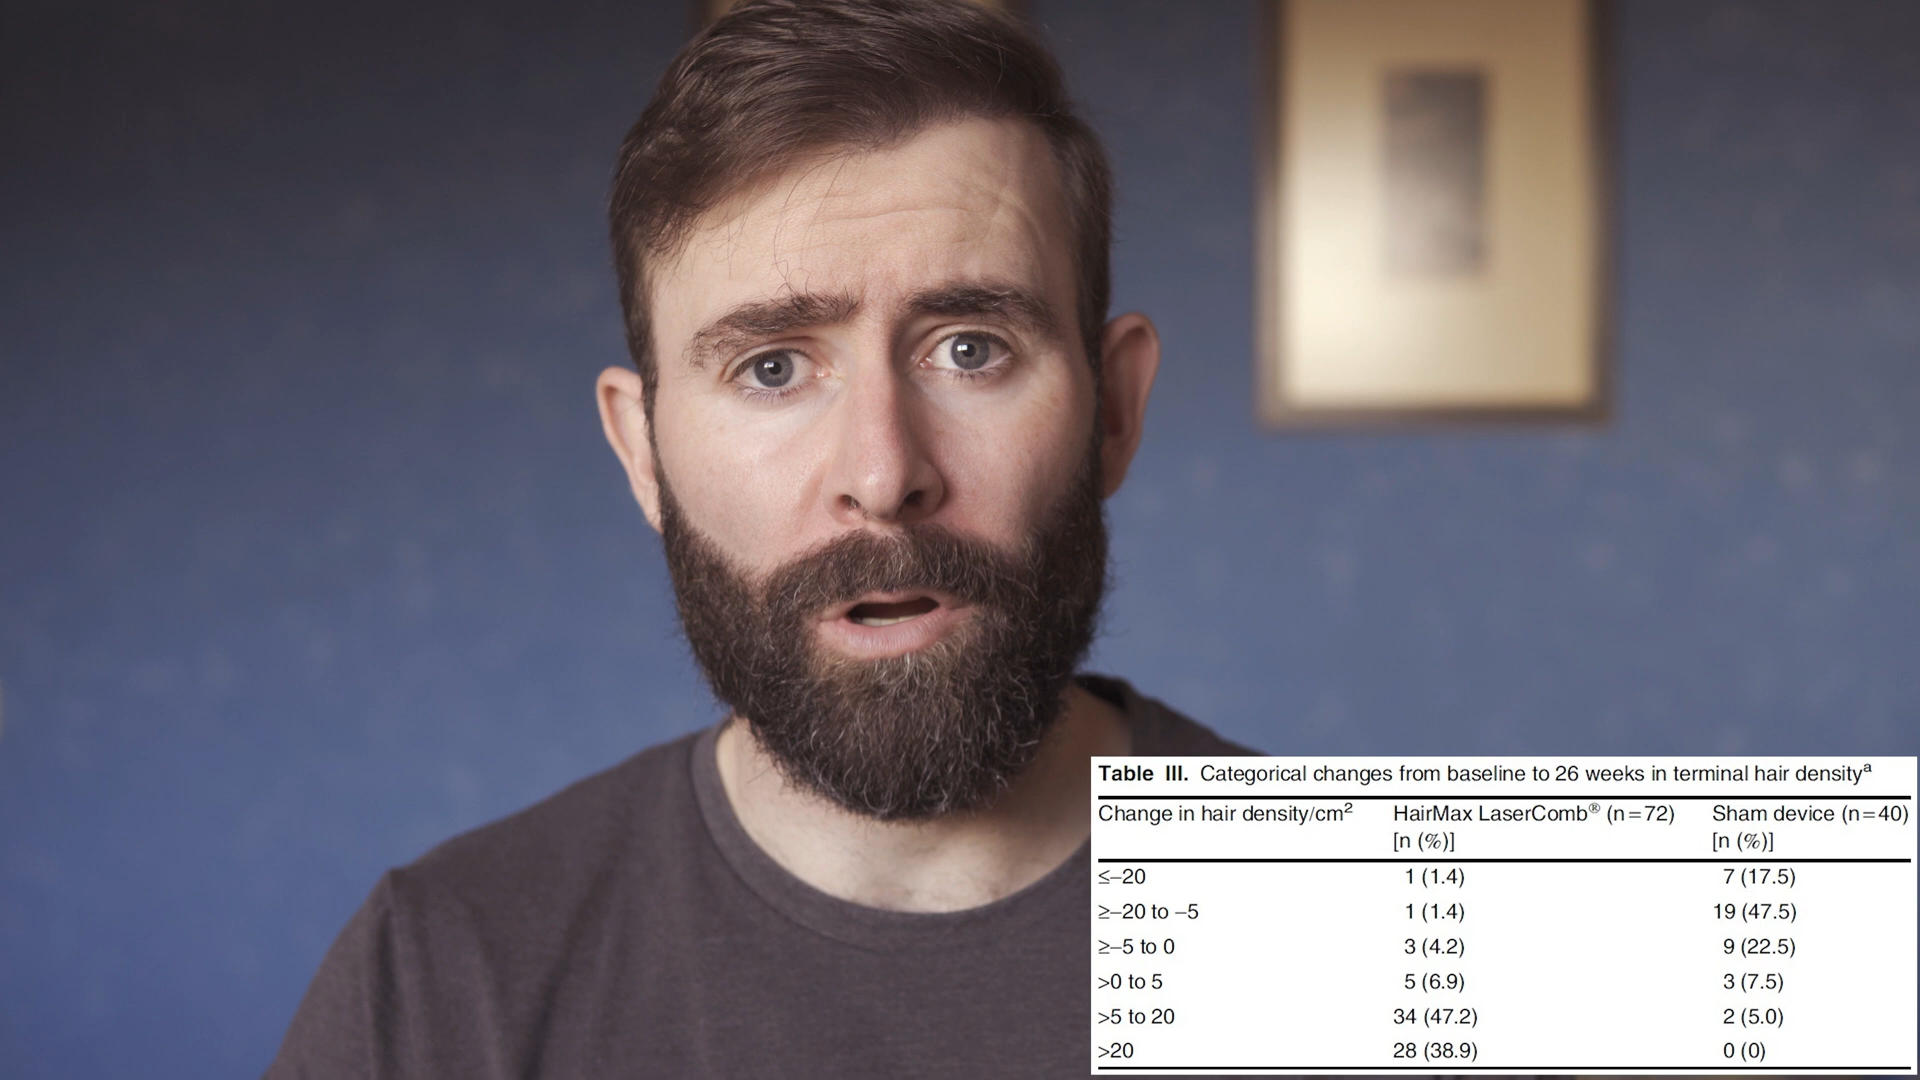 Table III. Categorical changes from baseline to 26 weeks in terminal hair densityᵃ
Change in hair density/cm² HairMax LaserComb® (n=72) Sham device (n=40)
[n (%)] [n (%)]
≤–20 1 (1.4) 7 (17.5)
≥–20 to –5 1 (1.4) 19 (47.5)
≥–5 to 0 3 (4.2) 9 (22.5)
>0 to 5 5 (6.9) 3 (7.5)
>5 to 20 34 (47.2) 2 (5.0)
>20 28 (38.9) 0 (0)